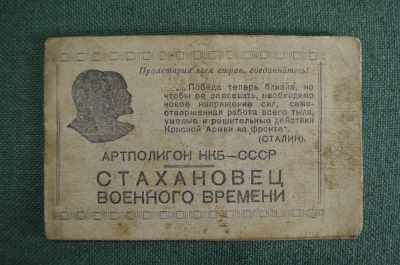 Пролетарии всех стран, соединяйтесь!
„... Победа теперь близка, но
чтобы ее завоевать, необходимо
новое напряжение сил, само-
отверженная работа всего тыла,
умелые и решительные действия
Красной Армии на фронте".
(СТАЛИН).
АРТПОЛИГОН НКБ—СССР
СТАХАНОВЕЦ
ВОЕННОГО ВРЕМЕНИ